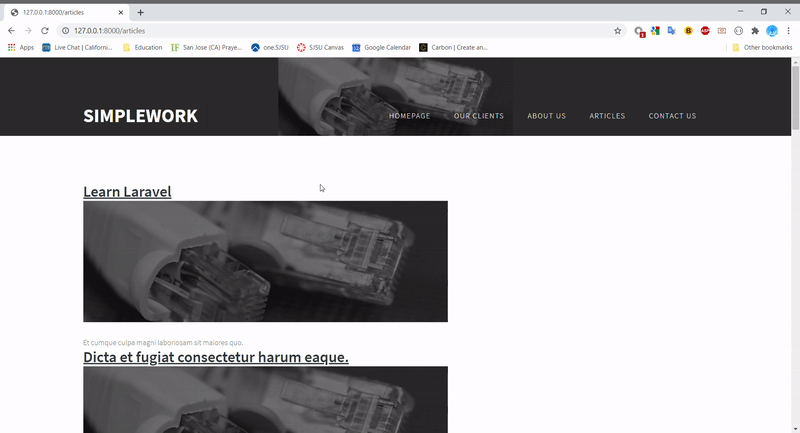 127.0.0.1:8000/articles
127.0.0.1:8000/articles
Apps Live Chat | Californi... Education San Jose (CA) Praye... one.SJSU SJSU Canvas Google Calendar Carbon | Create an... Other bookmarks
SIMPLEWORK
HOMEPAGE OUR CLIENTS ABOUT US ARTICLES CONTACT US
Learn Laravel
Et cumque culpa magni laboriosam sit maiores quo.
Dicta et fugiat consectetur harum eaque.